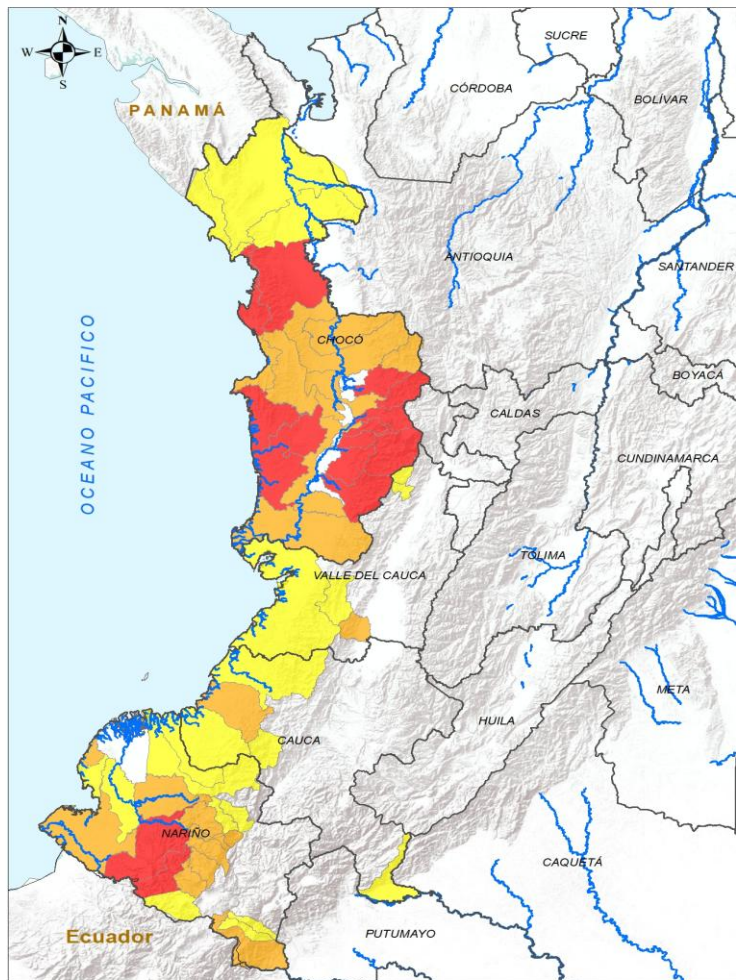 N
W E
S
SUCRE
CÓRDOBA
BOLÍVAR
PANAMÁ
ANTIOQUIA
SANTANDER
OCEANO PACIFICO
CHOCÓ
BOYACÁ
CALDAS
CUNDINAMARCA
TOLIMA
VALLE DEL CAUCA
META
HUILA
CAUCA
NARIÑO
CAQUETÁ
PUTUMAYO
Ecuador